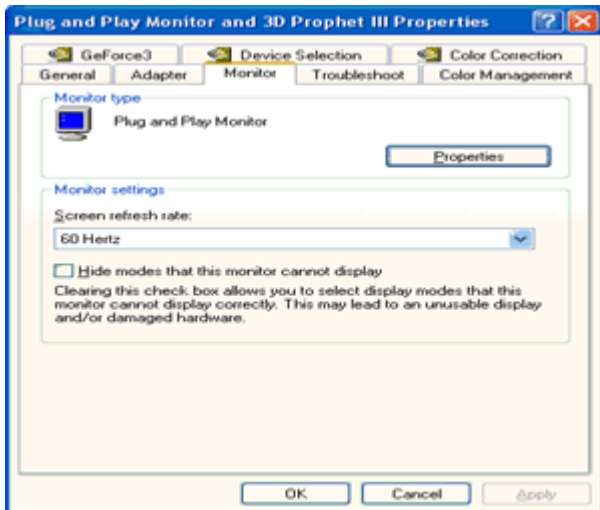 Plug and Play Monitor and 3D Prophet III Properties
GeForce3 Device Selection Color Correction
General Adapter Monitor Troubleshoot Color Management
Monitor type
Plug and Play Monitor
Properties
Monitor settings
Screen refresh rate:
60 Hertz
Hide modes that this monitor cannot display
Clearing this check box allows you to select display modes that this
monitor cannot display correctly. This may lead to an unusable display
and/or damaged hardware.
OK Cancel Apply